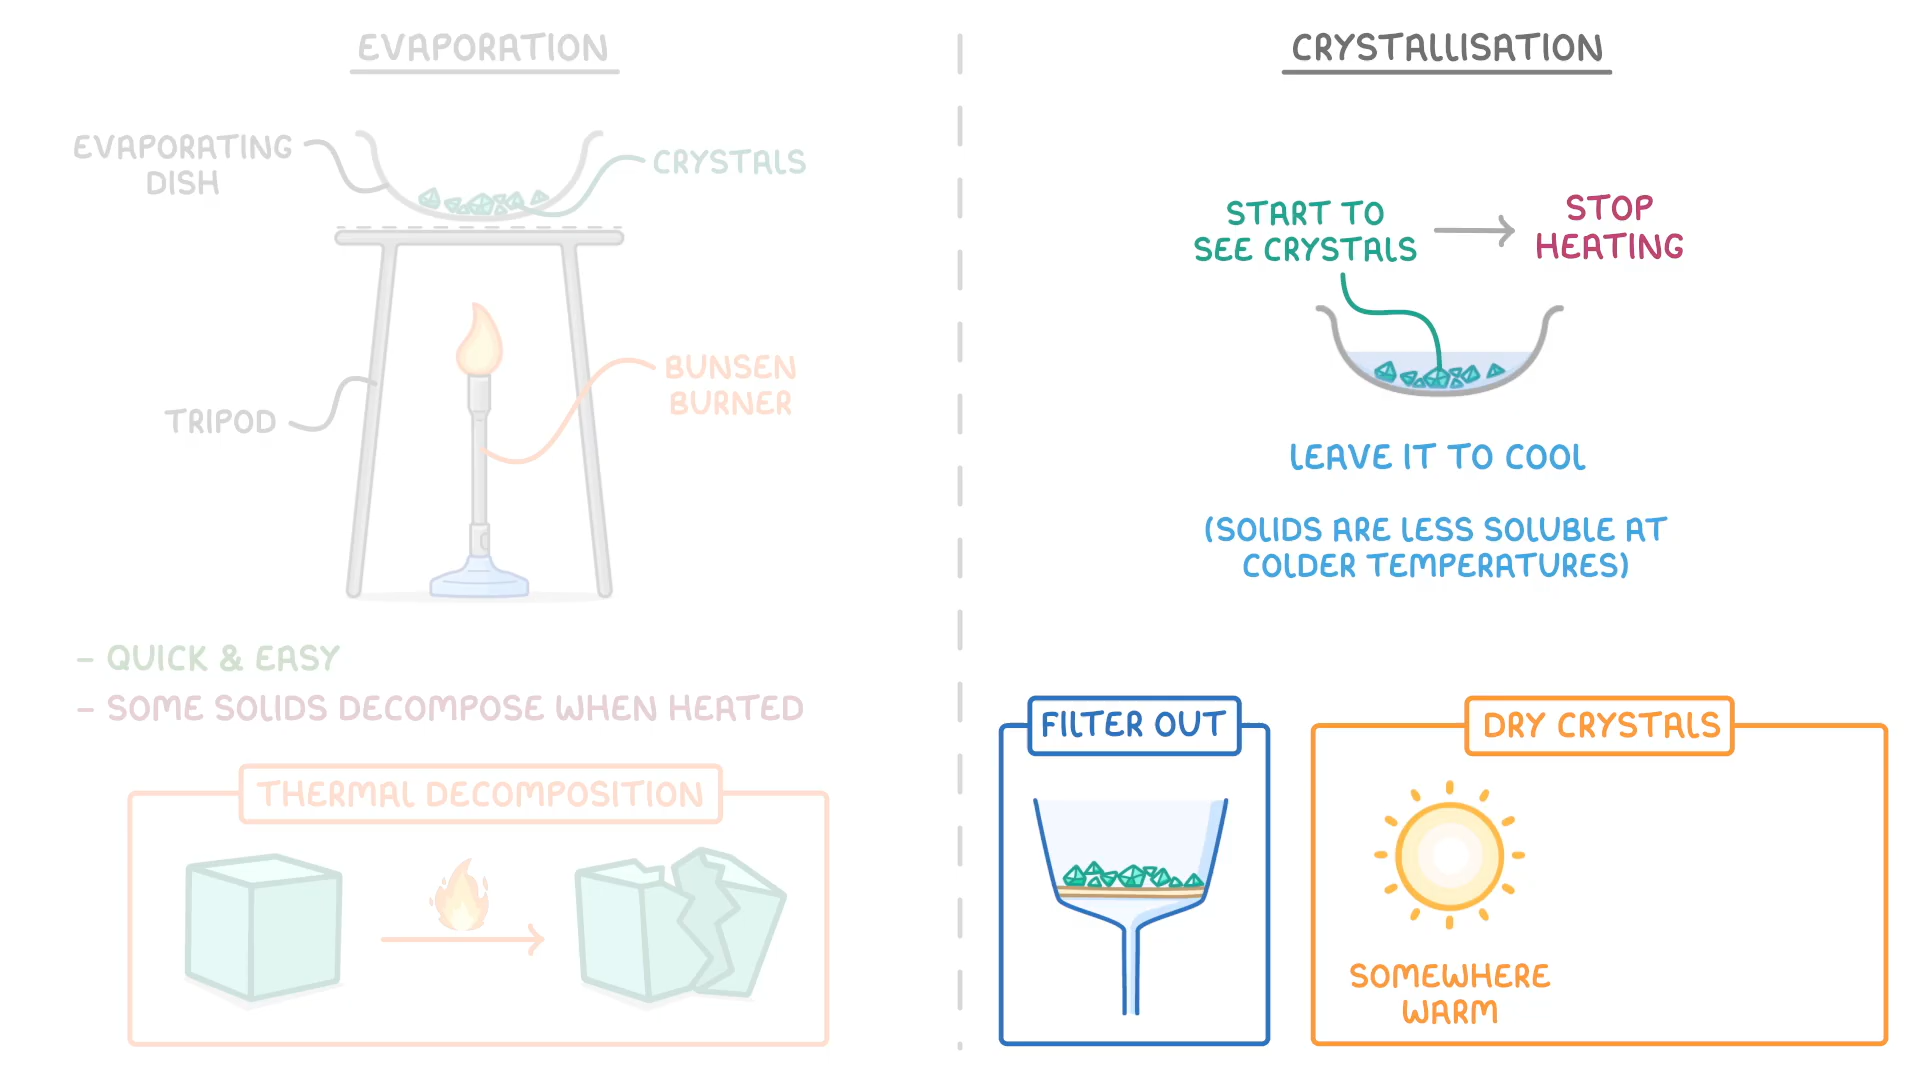 EVAPORATION
EVAPORATING
DISH
CRYSTALS
TRIPOD
BUNSEN
BURNER
- QUICK & EASY
- SOME SOLIDS DECOMPOSE WHEN HEATED
THERMAL DECOMPOSITION
CRYSTALLISATION
START TO
SEE CRYSTALS
STOP
HEATING
LEAVE IT TO COOL
(SOLIDS ARE LESS SOLUBLE AT
COLDER TEMPERATURES)
FILTER OUT
DRY CRYSTALS
SOMEWHERE
WARM